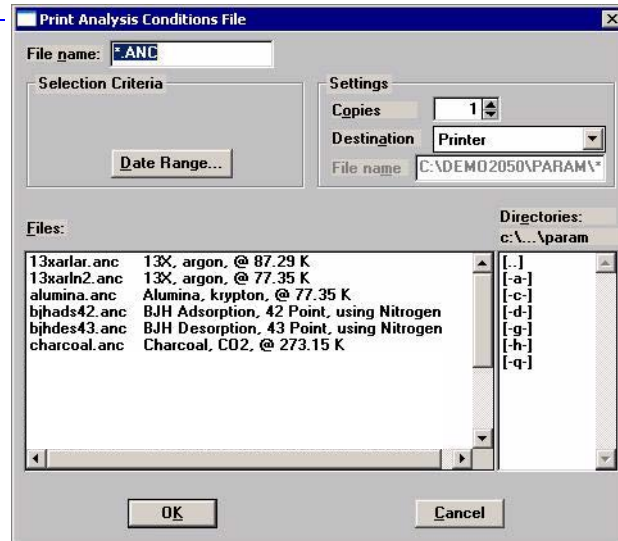 Print Analysis Conditions File
File name: *.ANC
Selection Criteria
Date Range...
Settings
Copies 1
Destination Printer
File name C:\DEMO2050\PARAM\*
Files:
13xarlar.anc 13X, argon, @ 87.29 K
13xarln2.anc 13X, argon, @ 77.35 K
alumina.anc Alumina, krypton, @ 77.35 K
bjhads42.anc BJH Adsorption, 42 Point, using Nitrogen
bjhdes43.anc BJH Desorption, 43 Point, using Nitrogen
charcoal.anc Charcoal, CO2, @ 273.15 K
Directories:
c:\...\param
[..]
[-a-]
[-c-]
[-d-]
[-g-]
[-h-]
[-q-]
OK
Cancel